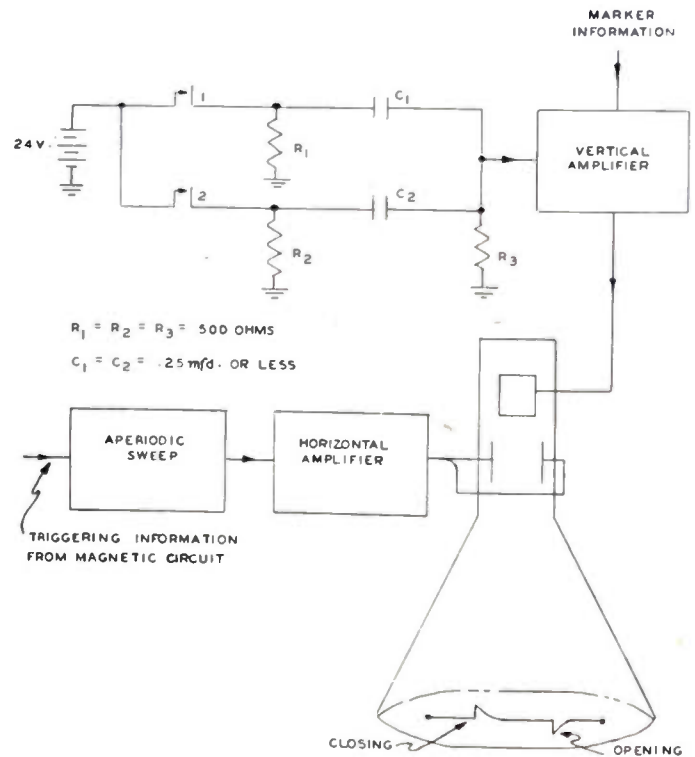 MARKER
INFORMATION
1
C1
24V.
R1
VERTICAL
AMPLIFIER
2
C2
R2
R3
R1 = R2 = R3 = 500 OHMS
C1 = C2 = .25 mfd. OR LESS
APERIODIC
SWEEP
HORIZONTAL
AMPLIFIER
TRIGGERING INFORMATION
FROM MAGNETIC CIRCUIT
CLOSING
OPENING